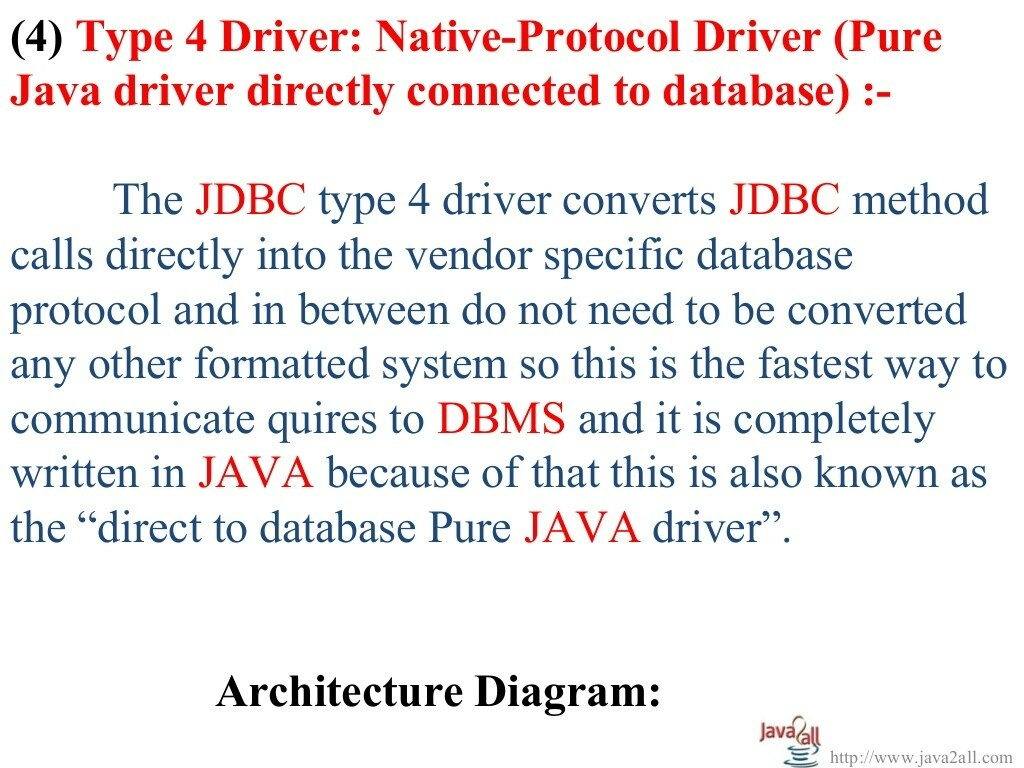 (4) Type 4 Driver: Native-Protocol Driver (Pure
Java driver directly connected to database) :-
The JDBC type 4 driver converts JDBC method
calls directly into the vendor specific database
protocol and in between do not need to be converted
any other formatted system so this is the fastest way to
communicate quires to DBMS and it is completely
written in JAVA because of that this is also known as
the “direct to database Pure JAVA driver”.
Architecture Diagram:
Java2all
http://www.java2all.com